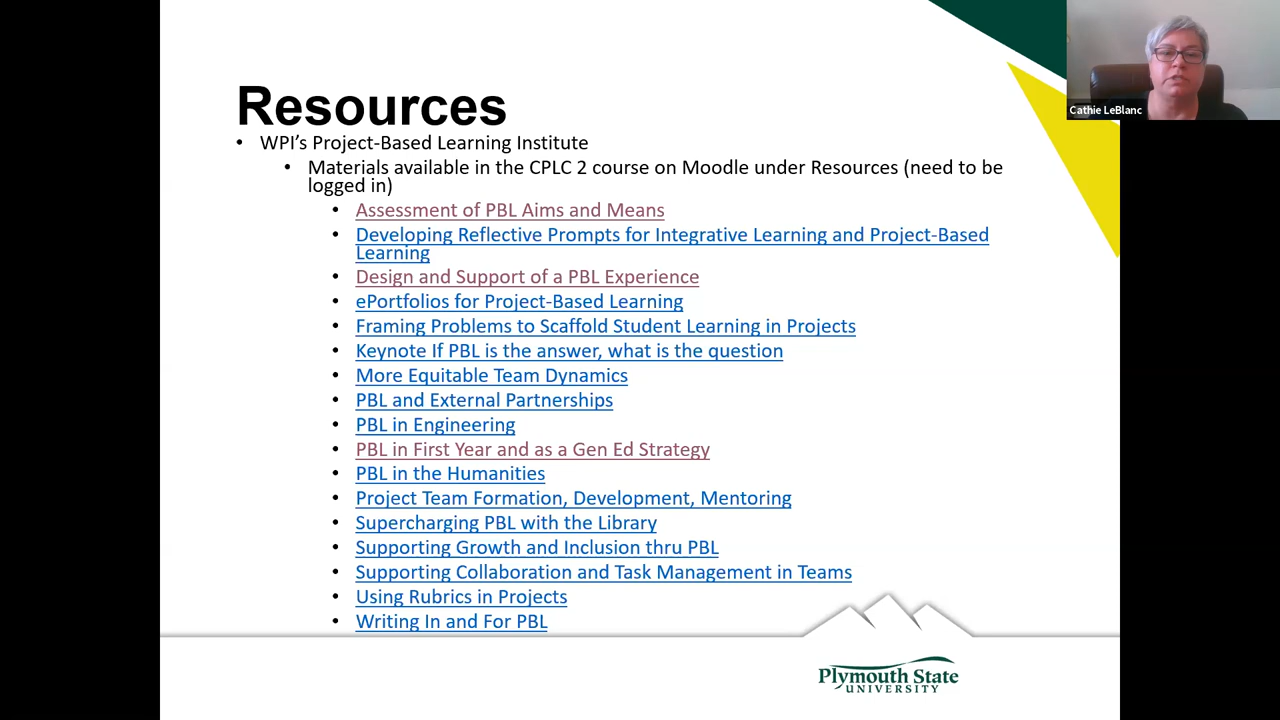 Resources
• WPI's Project-Based Learning Institute
• Materials available in the CPLC 2 course on Moodle under Resources (need to be
logged in)
• Assessment of PBL Aims and Means
• Developing Reflective Prompts for Integrative Learning and Project-Based
Learning
• Design and Support of a PBL Experience
• ePortfolios for Project-Based Learning
• Framing Problems to Scaffold Student Learning in Projects
• Keynote If PBL is the answer, what is the question
• More Equitable Team Dynamics
• PBL and External Partnerships
• PBL in Engineering
• PBL in First Year and as a Gen Ed Strategy
• PBL in the Humanities
• Project Team Formation, Development, Mentoring
• Supercharging PBL with the Library
• Supporting Growth and Inclusion thru PBL
• Supporting Collaboration and Task Management in Teams
• Using Rubrics in Projects
• Writing In and For PBL
Plymouth State
UNIVERSITY
Cathie LeBlanc